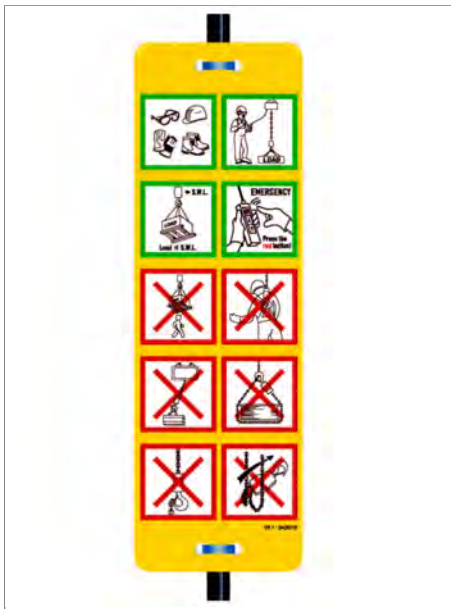 LOAD
S.W.L.
Load ≤ S.W.L.
EMERGENCY
Press the
red button!